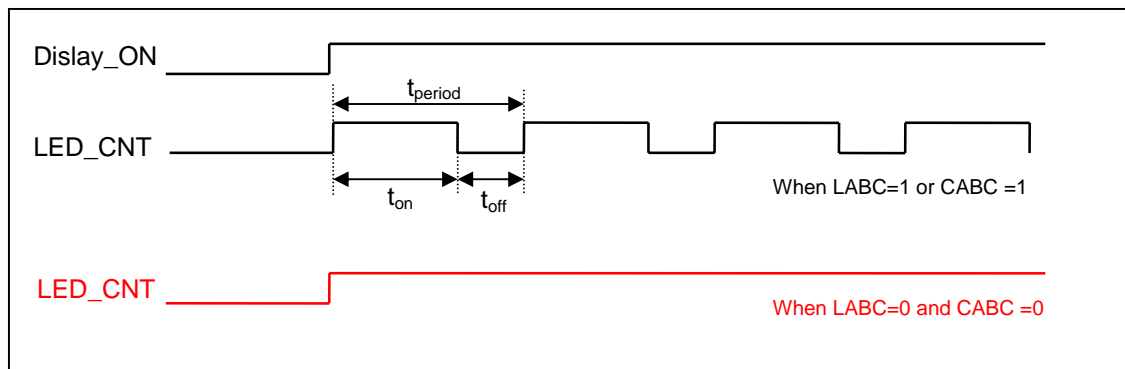 Dislay_ON
tperiod
LED_CNT
ton
toff
When LABC=1 or CABC =1
LED_CNT
When LABC=0 and CABC =0